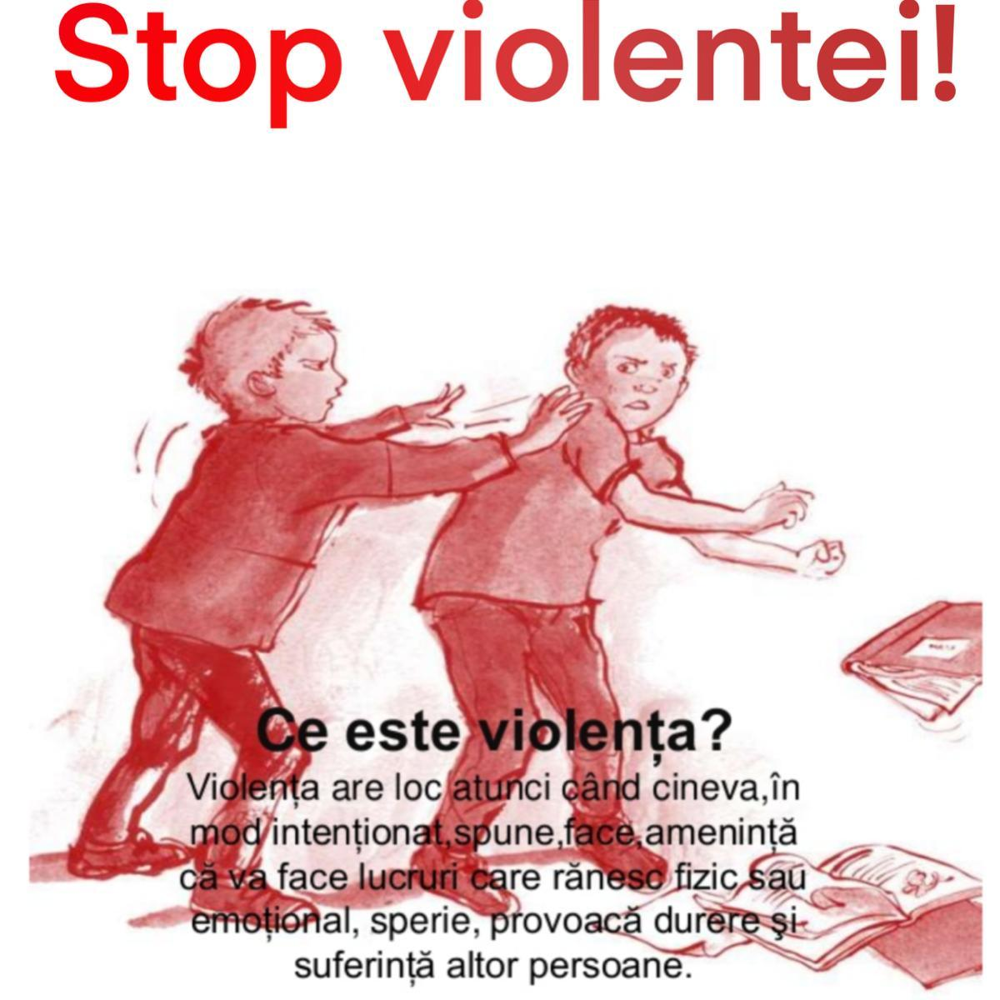 Stop violentei!
Ce este violența?
Violența are loc atunci când cineva,în
mod intenționat,spune,face,amenință
că va face lucruri care rănesc fizic sau
emoțional, sperie, provoacă durere şi
suferință altor persoane.